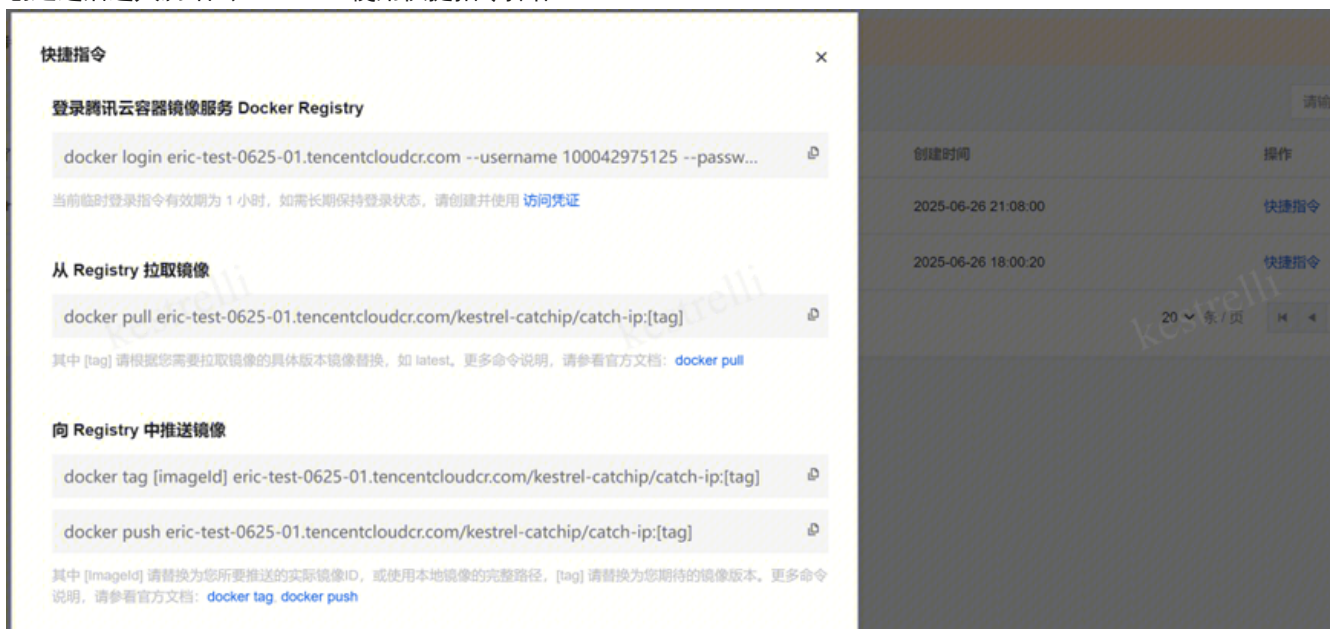 快捷指令
登录腾讯云容器镜像服务 Docker Registry
docker login eric-test-0625-01.tencentcloudcr.com --username 100042975125 --passw...
当前临时登录指令有效期为 1 小时，如需长期保持登录状态，请创建并使用 访问凭证
从 Registry 拉取镜像
docker pull eric-test-0625-01.tencentcloudcr.com/kestrel-catchip/catch-ip:[tag]
其中 [tag] 请根据您需要拉取镜像的具体版本镜像替换，如 latest。更多命令说明，请参看官方文档：docker pull
向 Registry 中推送镜像
docker tag [imageId] eric-test-0625-01.tencentcloudcr.com/kestrel-catchip/catch-ip:[tag]
docker push eric-test-0625-01.tencentcloudcr.com/kestrel-catchip/catch-ip:[tag]
其中 [ImageId] 请替换为您所要推送的实际镜像ID，或使用本地镜像的完整路径，[tag] 请替换为您期待的镜像版本。更多命令
说明，请参看官方文档：docker tag, docker push
请输
创建时间 操作
2025-06-26 21:08:00 快捷指令
2025-06-26 18:00:20 快捷指令
20 条 / 页
kestrelli
kestrelli
kestrelli
kestrelli